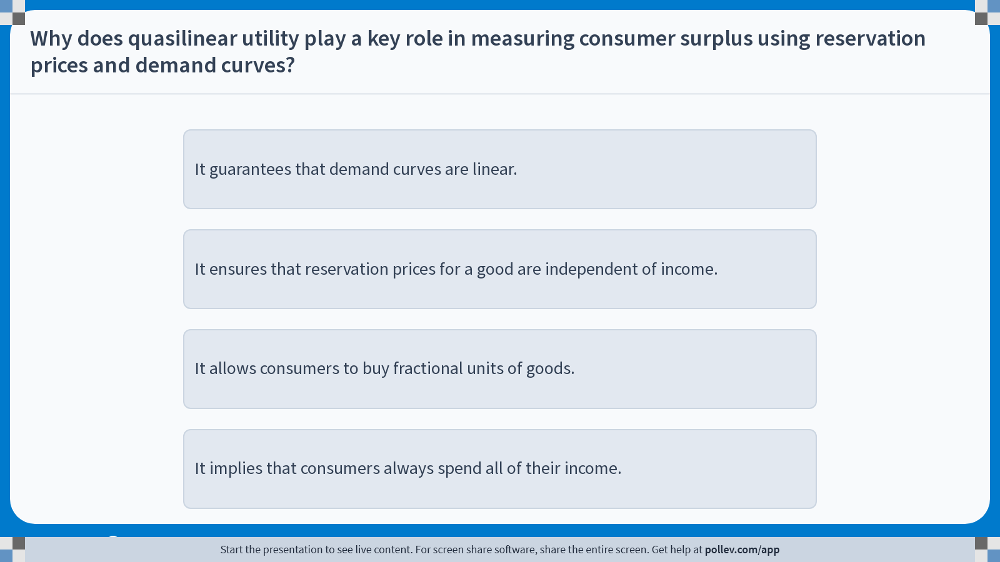 Why does quasilinear utility play a key role in measuring consumer surplus using reservation
prices and demand curves?
It guarantees that demand curves are linear.
It ensures that reservation prices for a good are independent of income.
It allows consumers to buy fractional units of goods.
It implies that consumers always spend all of their income.
Start the presentation to see live content. For screen share software, share the entire screen. Get help at pollev.com/app